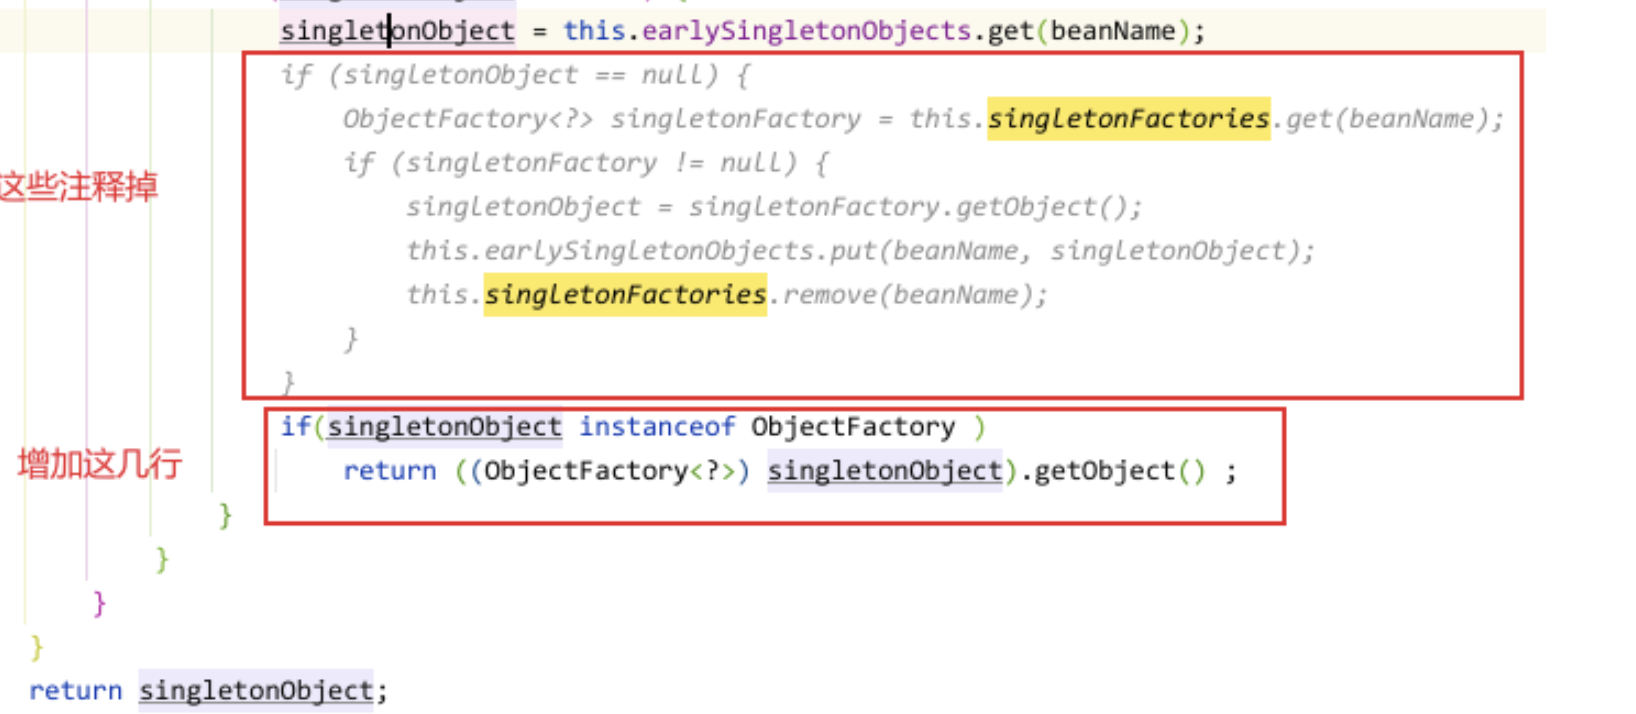 singletonObject = this.earlySingletonObjects.get(beanName);
if (singletonObject == null) {
ObjectFactory<?> singletonFactory = this.singletonFactories.get(beanName);
if (singletonFactory != null) {
这些注释掉
singletonObject = singletonFactory.getObject();
this.earlySingletonObjects.put(beanName, singletonObject);
this.singletonFactories.remove(beanName);
}
}
if(singletonObject instanceof ObjectFactory )
增加这几行
return ((ObjectFactory<?>) singletonObject).getObject() ;
}
}
}
}
return singletonObject;